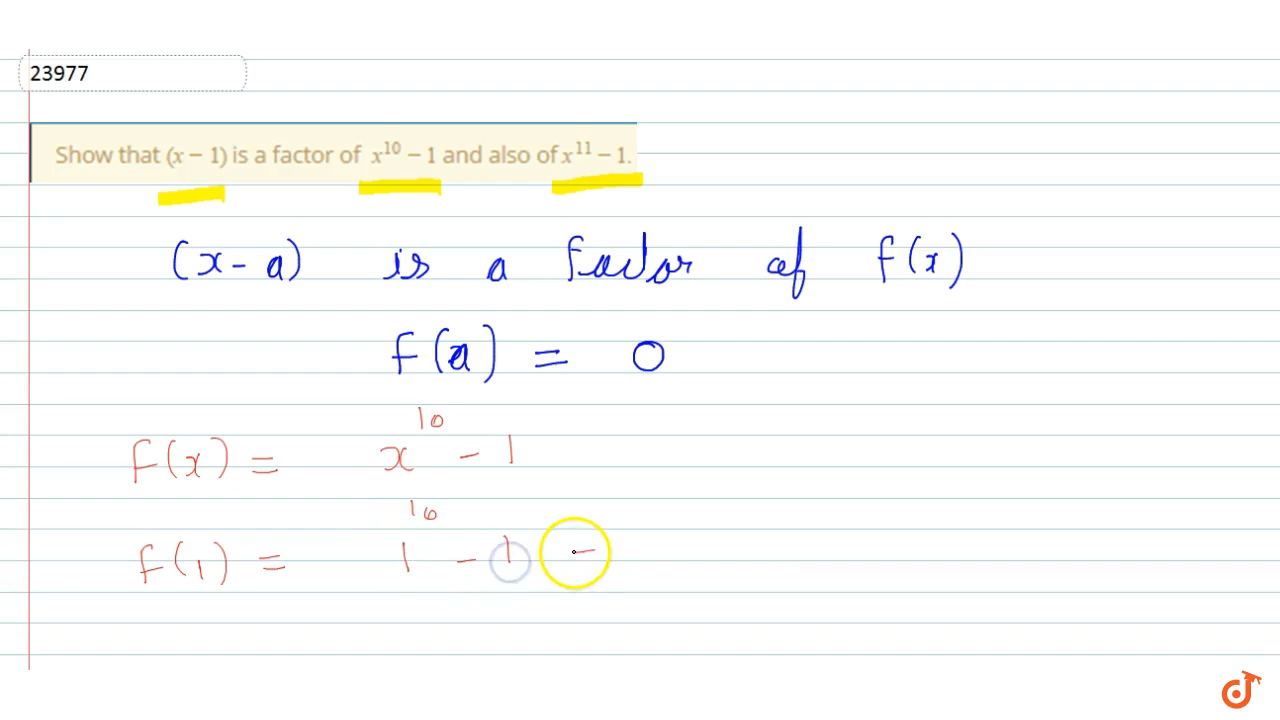 23977
Show that (x − 1) is a factor of x¹⁰ − 1 and also of x¹¹ − 1.
(x - a) is a factor of f(x)
f(a) = 0
f(x) = x¹⁰ - 1
f(1) = 1¹⁰ - 1 =